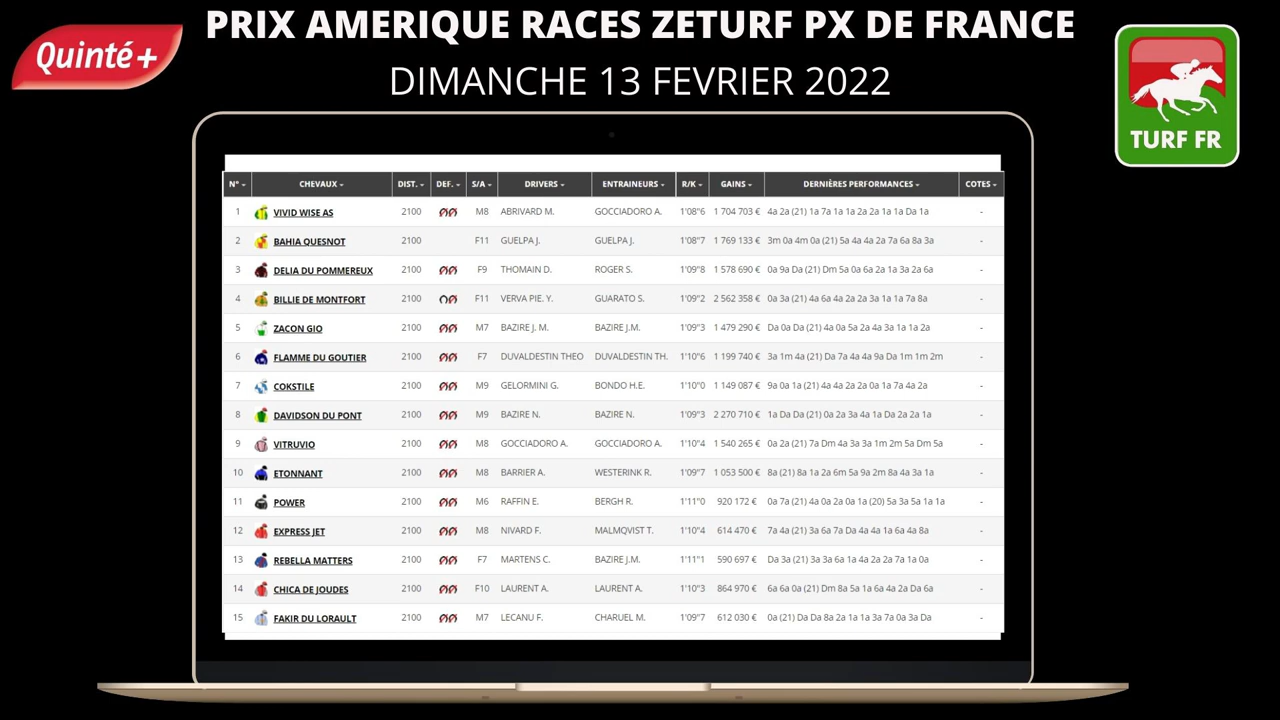 PRIX AMERIQUE RACES ZETURF PX DE FRANCE
Quinté+
DIMANCHE 13 FEVRIER 2022
TURF FR
N° CHEVAUX DIST. DEF. S/A DRIVERS ENTRAINEURS R/K GAINS DERNIÈRES PERFORMANCES COTES
1 VIVID WISE AS 2100 M8 ABRIVARD M. GOCCIADORO A. 1'08"6 1 704 703 € 4a 2a (21) 1a 7a 1a 1a 2a 2a 1a 1a Da 1a -
2 BAHIA QUESNOT 2100 F11 GUELPA J. GUELPA J. 1'08"7 1 769 133 € 3m 0a 4m 0a (21) 5a 4a 4a 2a 7a 6a 8a 3a -
3 DELIA DU POMMEREUX 2100 F9 THOMAIN D. ROGER S. 1'09"8 1 578 690 € 0a 9a Da (21) Dm 5a 0a 6a 2a 1a 3a 2a 6a -
4 BILLIE DE MONTFORT 2100 F11 VERVA PIE. Y. GUARATO S. 1'09"2 2 562 358 € 0a 3a (21) 4a 6a 4a 2a 2a 3a 1a 1a 7a 8a -
5 ZACON GIO 2100 M7 BAZIRE J. M. BAZIRE J.M. 1'09"3 1 479 290 € Da 0a Da (21) 4a 0a 5a 2a 4a 3a 1a 1a 2a -
6 FLAMME DU GOUTIER 2100 F7 DUVALDESTIN THEO DUVALDESTIN TH. 1'10"6 1 199 740 € 3a 1m 4a (21) Da 7a 4a 4a 9a Da 1m 1m 2m -
7 COKSTILE 2100 M9 GELORMINI G. BONDO H.E. 1'10"0 1 149 087 € 9a 0a 1a (21) 4a 4a 2a 2a 0a 1a 7a 4a 2a -
8 DAVIDSON DU PONT 2100 M9 BAZIRE N. BAZIRE N. 1'09"3 2 270 710 € 1a Da Da (21) 0a 2a 3a 4a 1a Da 2a 2a 1a -
9 VITRUVIO 2100 M8 GOCCIADORO A. GOCCIADORO A. 1'10"4 1 540 265 € 0a 2a (21) 7a Dm 4a 3a 3a 1m 2m 5a Dm 5a -
10 ETONNANT 2100 M8 BARRIER A. WESTERINK R. 1'09"7 1 053 500 € 8a (21) 8a 1a 2a 6m 5a 9a 2m 8a 4a 3a 1a -
11 POWER 2100 M6 RAFFIN E. BERGH R. 1'11"0 920 172 € 0a 7a (21) 4a 0a 2a 0a 1a (20) 5a 3a 5a 1a 1a -
12 EXPRESS JET 2100 M8 NIVARD F. MALMQVIST T. 1'10"4 614 470 € 7a 4a (21) 3a 6a 7a Da 4a 4a 1a 6a 4a 8a -
13 REBELLA MATTERS 2100 F7 MARTENS C. BAZIRE J.M. 1'11"1 590 697 € Da 3a (21) 3a 3a 6a 1a 4a 2a 2a 7a 1a 0a -
14 CHICA DE JOUDES 2100 F10 LAURENT A. LAURENT A. 1'10"3 864 970 € 6a 6a 0a (21) Dm 8a 5a 1a 6a 4a 2a Da 6a -
15 FAKIR DU LORAULT 2100 M7 LECANU F. CHARUEL M. 1'09"7 612 030 € 0a (21) Da Da 8a 2a 1a 1a 3a 7a 0a 3a Da -